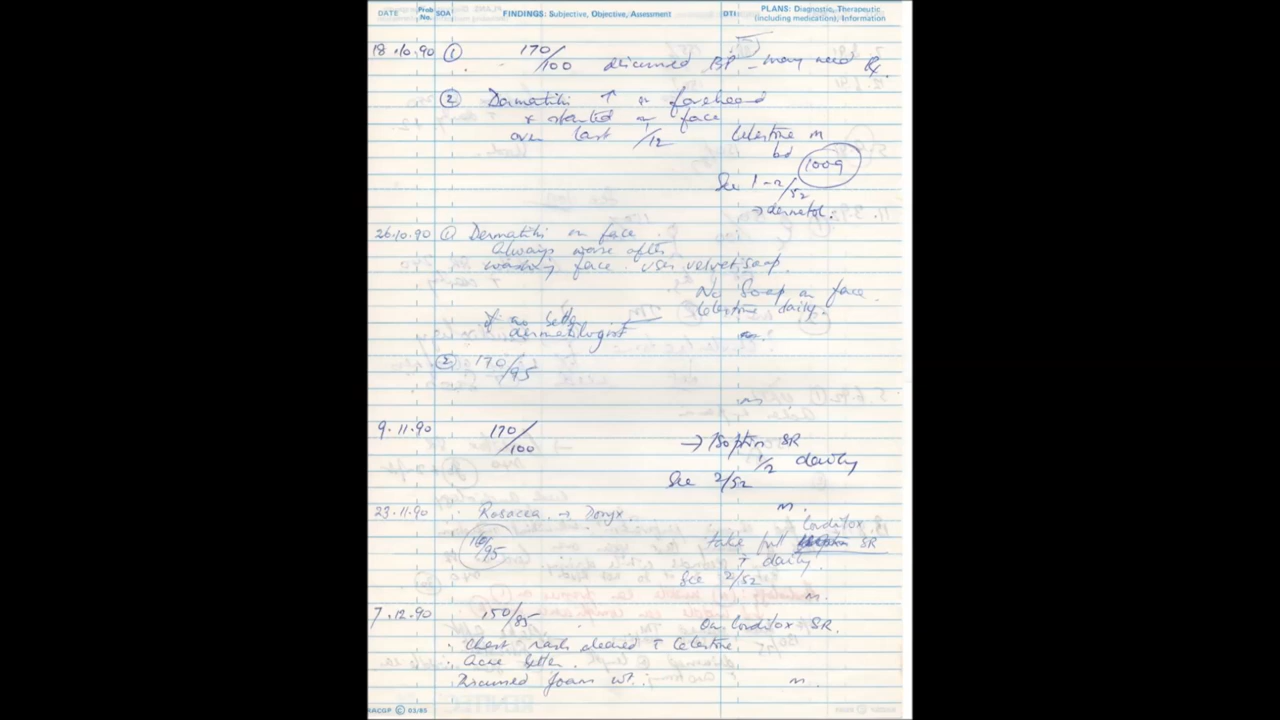 DATE Prob No. SOA FINDINGS: Subjective, Objective, Assessment DTI PLANS: Diagnostic, Therapeutic (including medication), Information
18.10.90 ① 170/100 discussed BP - may need Rx.
② Dermatitis ↑ on forehead
& started on face
over last /12 Celestone M
bd
100g
See 1-2/52
→ dermatol.
26.10.90 ① Dermatitis on face.
Always worse after
washing face. uses velvet soap.
No Soap on face.
Celestone daily.
if no better
dermatologist m.
② 170/95
m
9.11.90 170/100 → Isoptin SR
1/2 daily
See 2/52
m.
23.11.90 Rosacea → Doryx. Cordilox
160/95 take full SR
daily.
See 2/52
m.
7.12.90 150/85 On Cordilox SR.
Chest rash cleared Celestone.
Acne better.
Discussed wt. m.
RACGP © 03/85